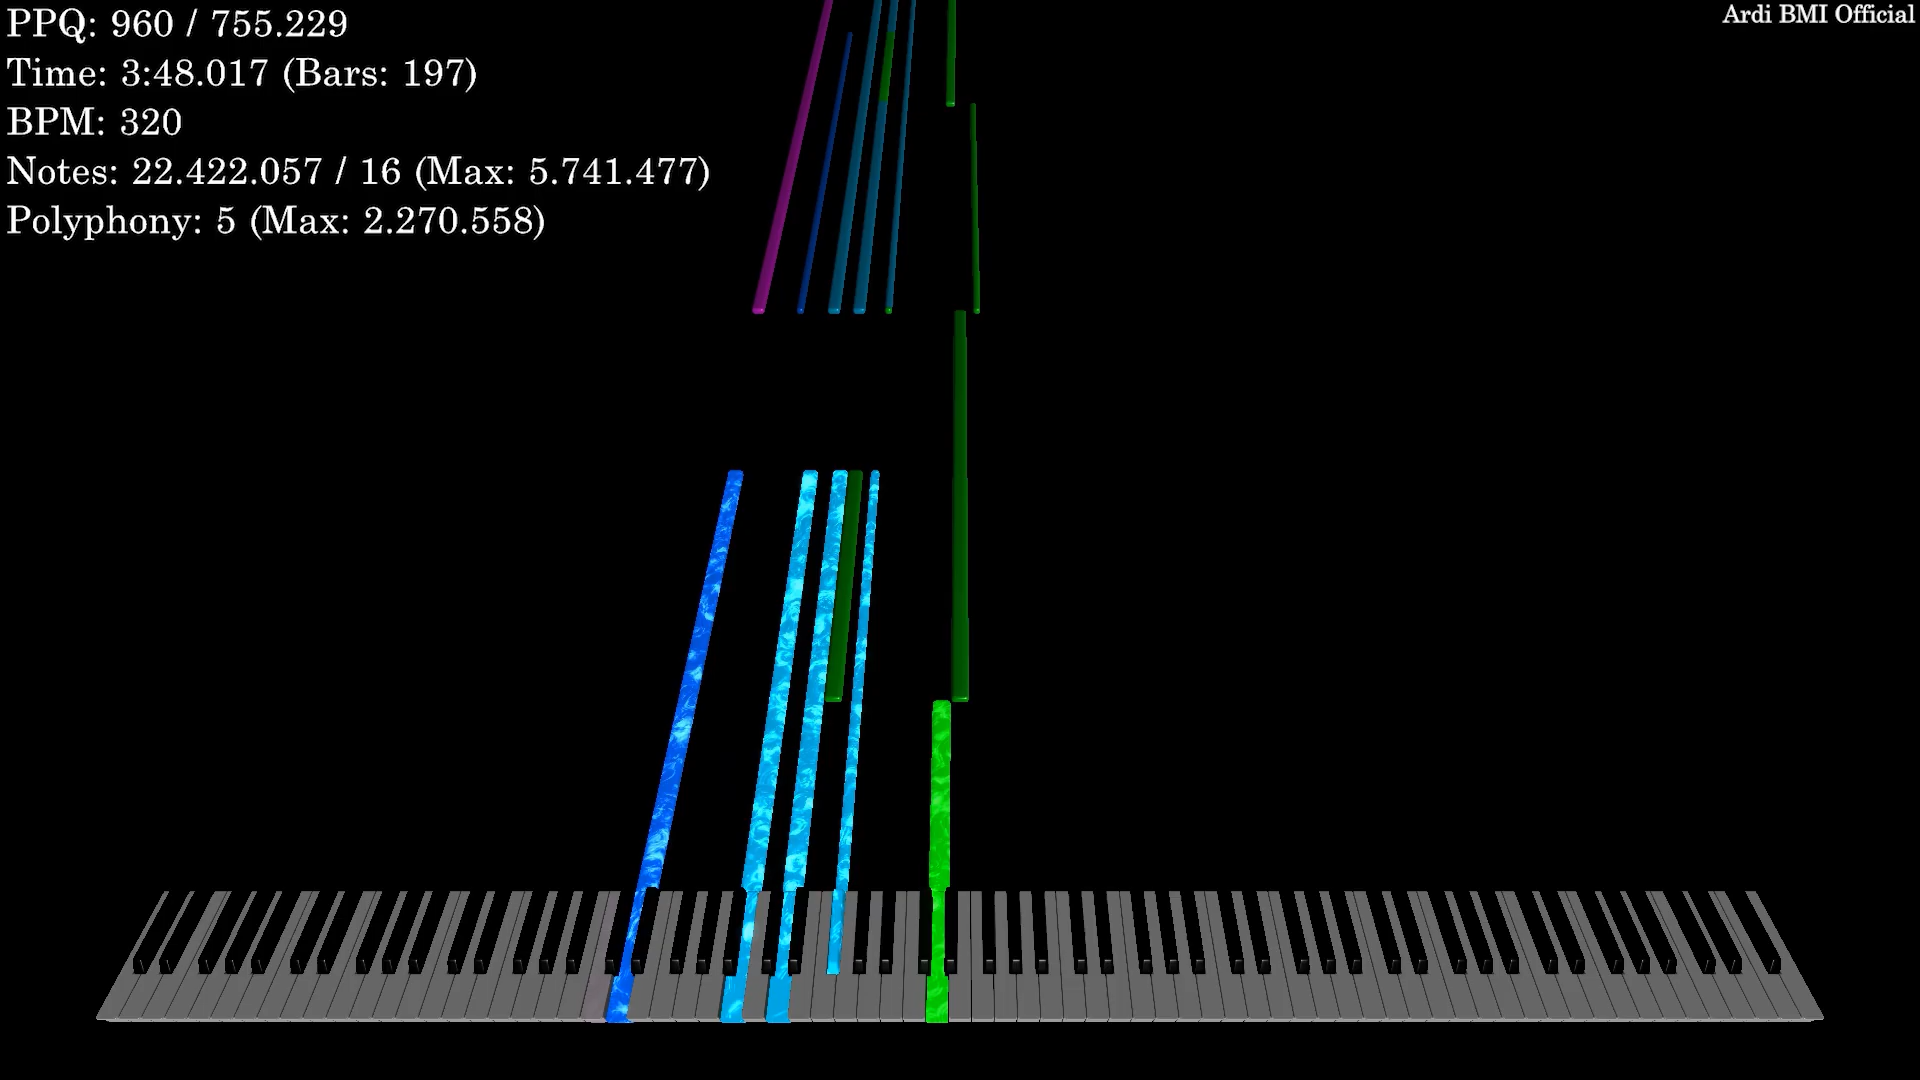 PPQ: 960 / 755.229
Time: 3:48.017 (Bars: 197)
BPM: 320
Notes: 22.422.057 / 16 (Max: 5.741.477)
Polyphony: 5 (Max: 2.270.558)
Ardi BMI Official